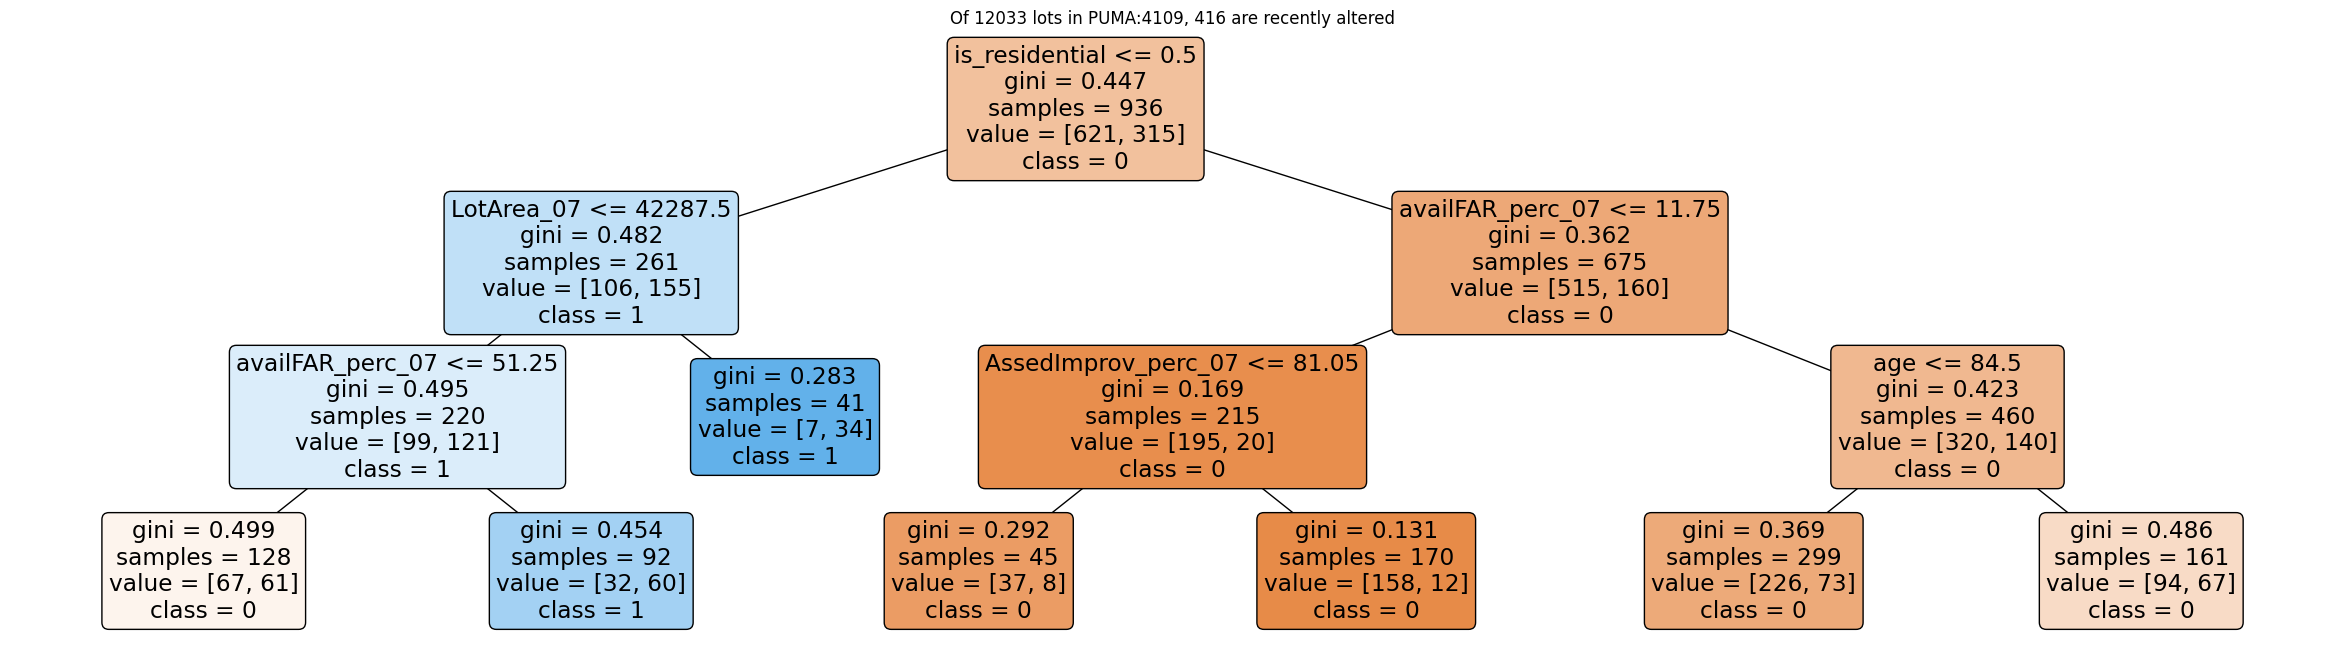 Of 12033 lots in PUMA:4109, 416 are recently altered
is_residential <= 0.5
gini = 0.447
samples = 936
value = [621, 315]
class = 0
LotArea_07 <= 42287.5
gini = 0.482
samples = 261
value = [106, 155]
class = 1
availFAR_perc_07 <= 11.75
gini = 0.362
samples = 675
value = [515, 160]
class = 0
availFAR_perc_07 <= 51.25
gini = 0.495
samples = 220
value = [99, 121]
class = 1
gini = 0.283
samples = 41
value = [7, 34]
class = 1
AssedImprov_perc_07 <= 81.05
gini = 0.169
samples = 215
value = [195, 20]
class = 0
age <= 84.5
gini = 0.423
samples = 460
value = [320, 140]
class = 0
gini = 0.499
samples = 128
value = [67, 61]
class = 0
gini = 0.454
samples = 92
value = [32, 60]
class = 1
gini = 0.292
samples = 45
value = [37, 8]
class = 0
gini = 0.131
samples = 170
value = [158, 12]
class = 0
gini = 0.369
samples = 299
value = [226, 73]
class = 0
gini = 0.486
samples = 161
value = [94, 67]
class = 0